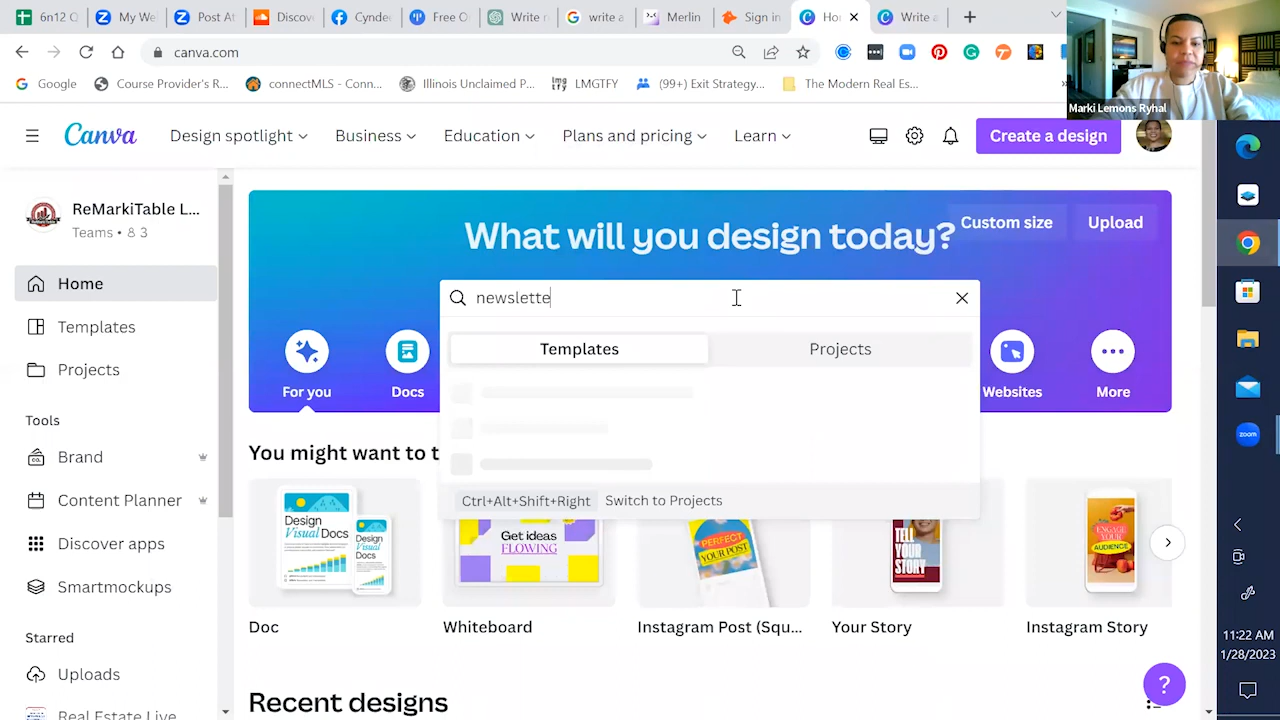 6n12 C
My We
Post At
Discov
Cynde
Freec
Write r
write a
Merlin
Sign in
Ho
Write a
canva.com
Google
Course Provider's R...
connectMLS - Con...
Illinois Unclaimed P...
LMGTFY
(99+) Exit Strategy...
The Modern Real Es...
Marki Lemons Ryhal
Canva
Design spotlight
Business
Education
Plans and pricing
Learn
Create a design
ReMarkiTable L...
Teams • 8 3
Home
Templates
Projects
Tools
Brand
Content Planner
Discover apps
Smartmockups
Starred
Uploads
Real Estate Live
What will you design today?
Custom size
Upload
newslette
Templates
Projects
Ctrl+Alt+Shift+Right
Switch to Projects
For you
Docs
Websites
More
You might want to t
Design
Visual Docs
Design
Visual
Docs
Get ideas
FLOWING
PERFECT
YOUR POST
TELL
YOUR
STORY
ENGAGE
YOUR
AUDIENCE
Doc
Whiteboard
Instagram Post (Squ...
Your Story
Instagram Story
Recent designs
?
zoom
11:22 AM
1/28/2023